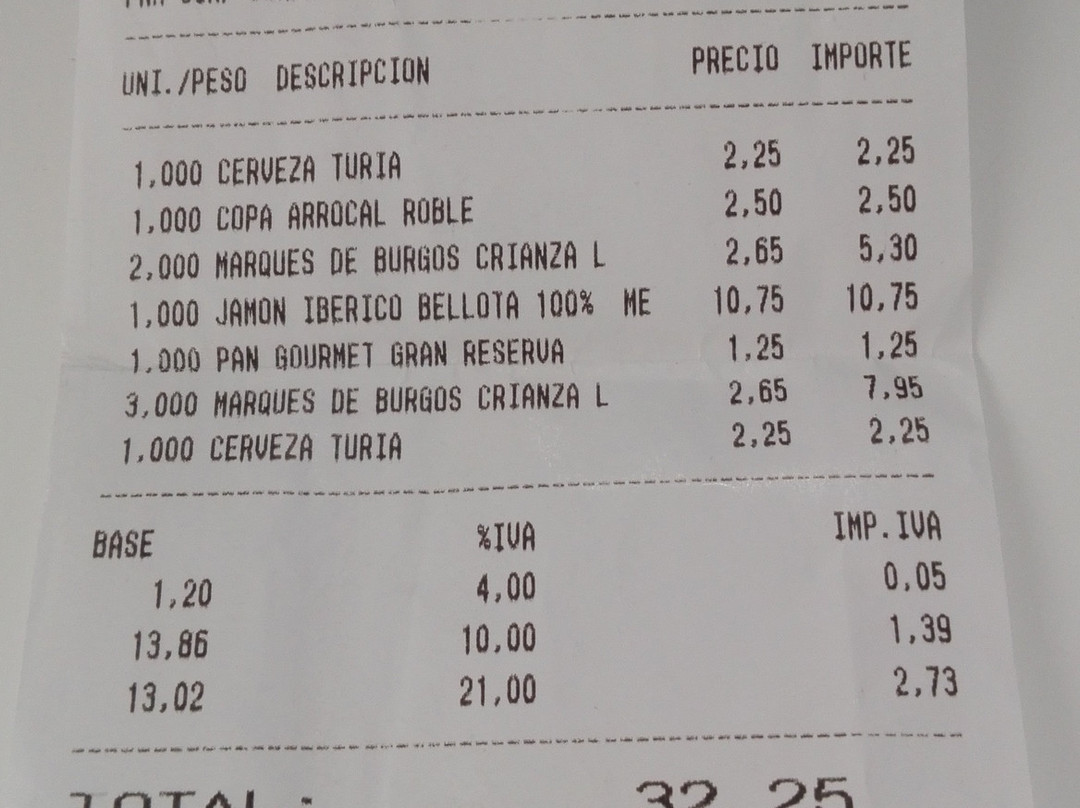 UNI./PESO DESCRIPCION PRECIO IMPORTE
1,000 CERVEZA TURIA 2,25 2,25
1,000 COPA ARROCAL ROBLE 2,50 2,50
2,000 MARQUES DE BURGOS CRIANZA L 2,65 5,30
1,000 JAMON IBERICO BELLOTA 100% ME 10,75 10,75
1,000 PAN GOURMET GRAN RESERVA 1,25 1,25
3,000 MARQUES DE BURGOS CRIANZA L 2,65 7,95
1,000 CERVEZA TURIA 2,25 2,25
BASE %IVA IMP.IVA
1,20 4,00 0,05
13,86 10,00 1,39
13,02 21,00 2,73
TOTAL: 32,25